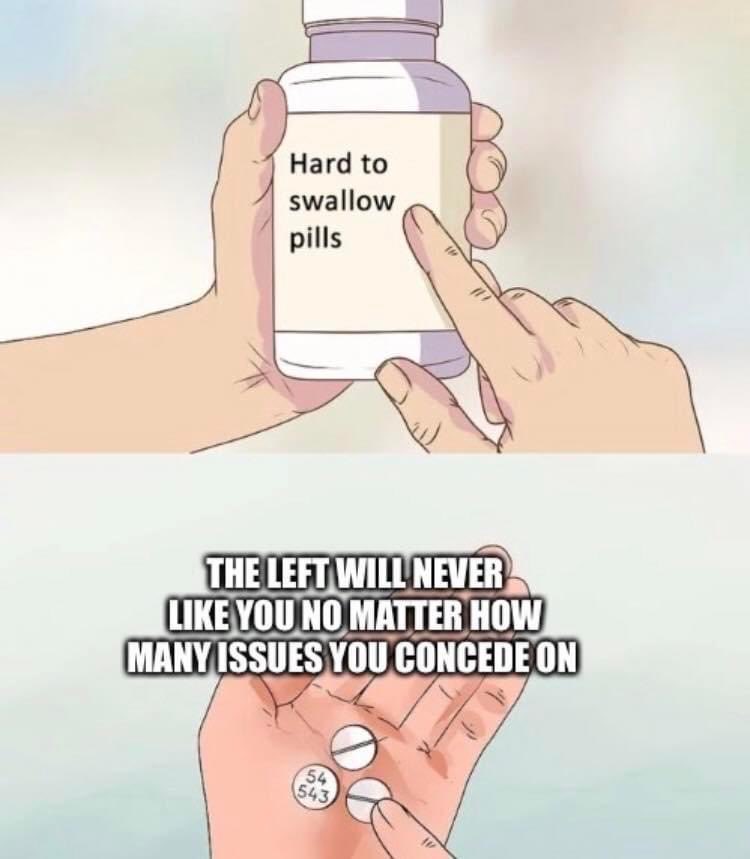 Hard to
swallow
pills
THE LEFT WILL NEVER
LIKE YOU NO MATTER HOW
MANY ISSUES YOU CONCEDE ON
54
543